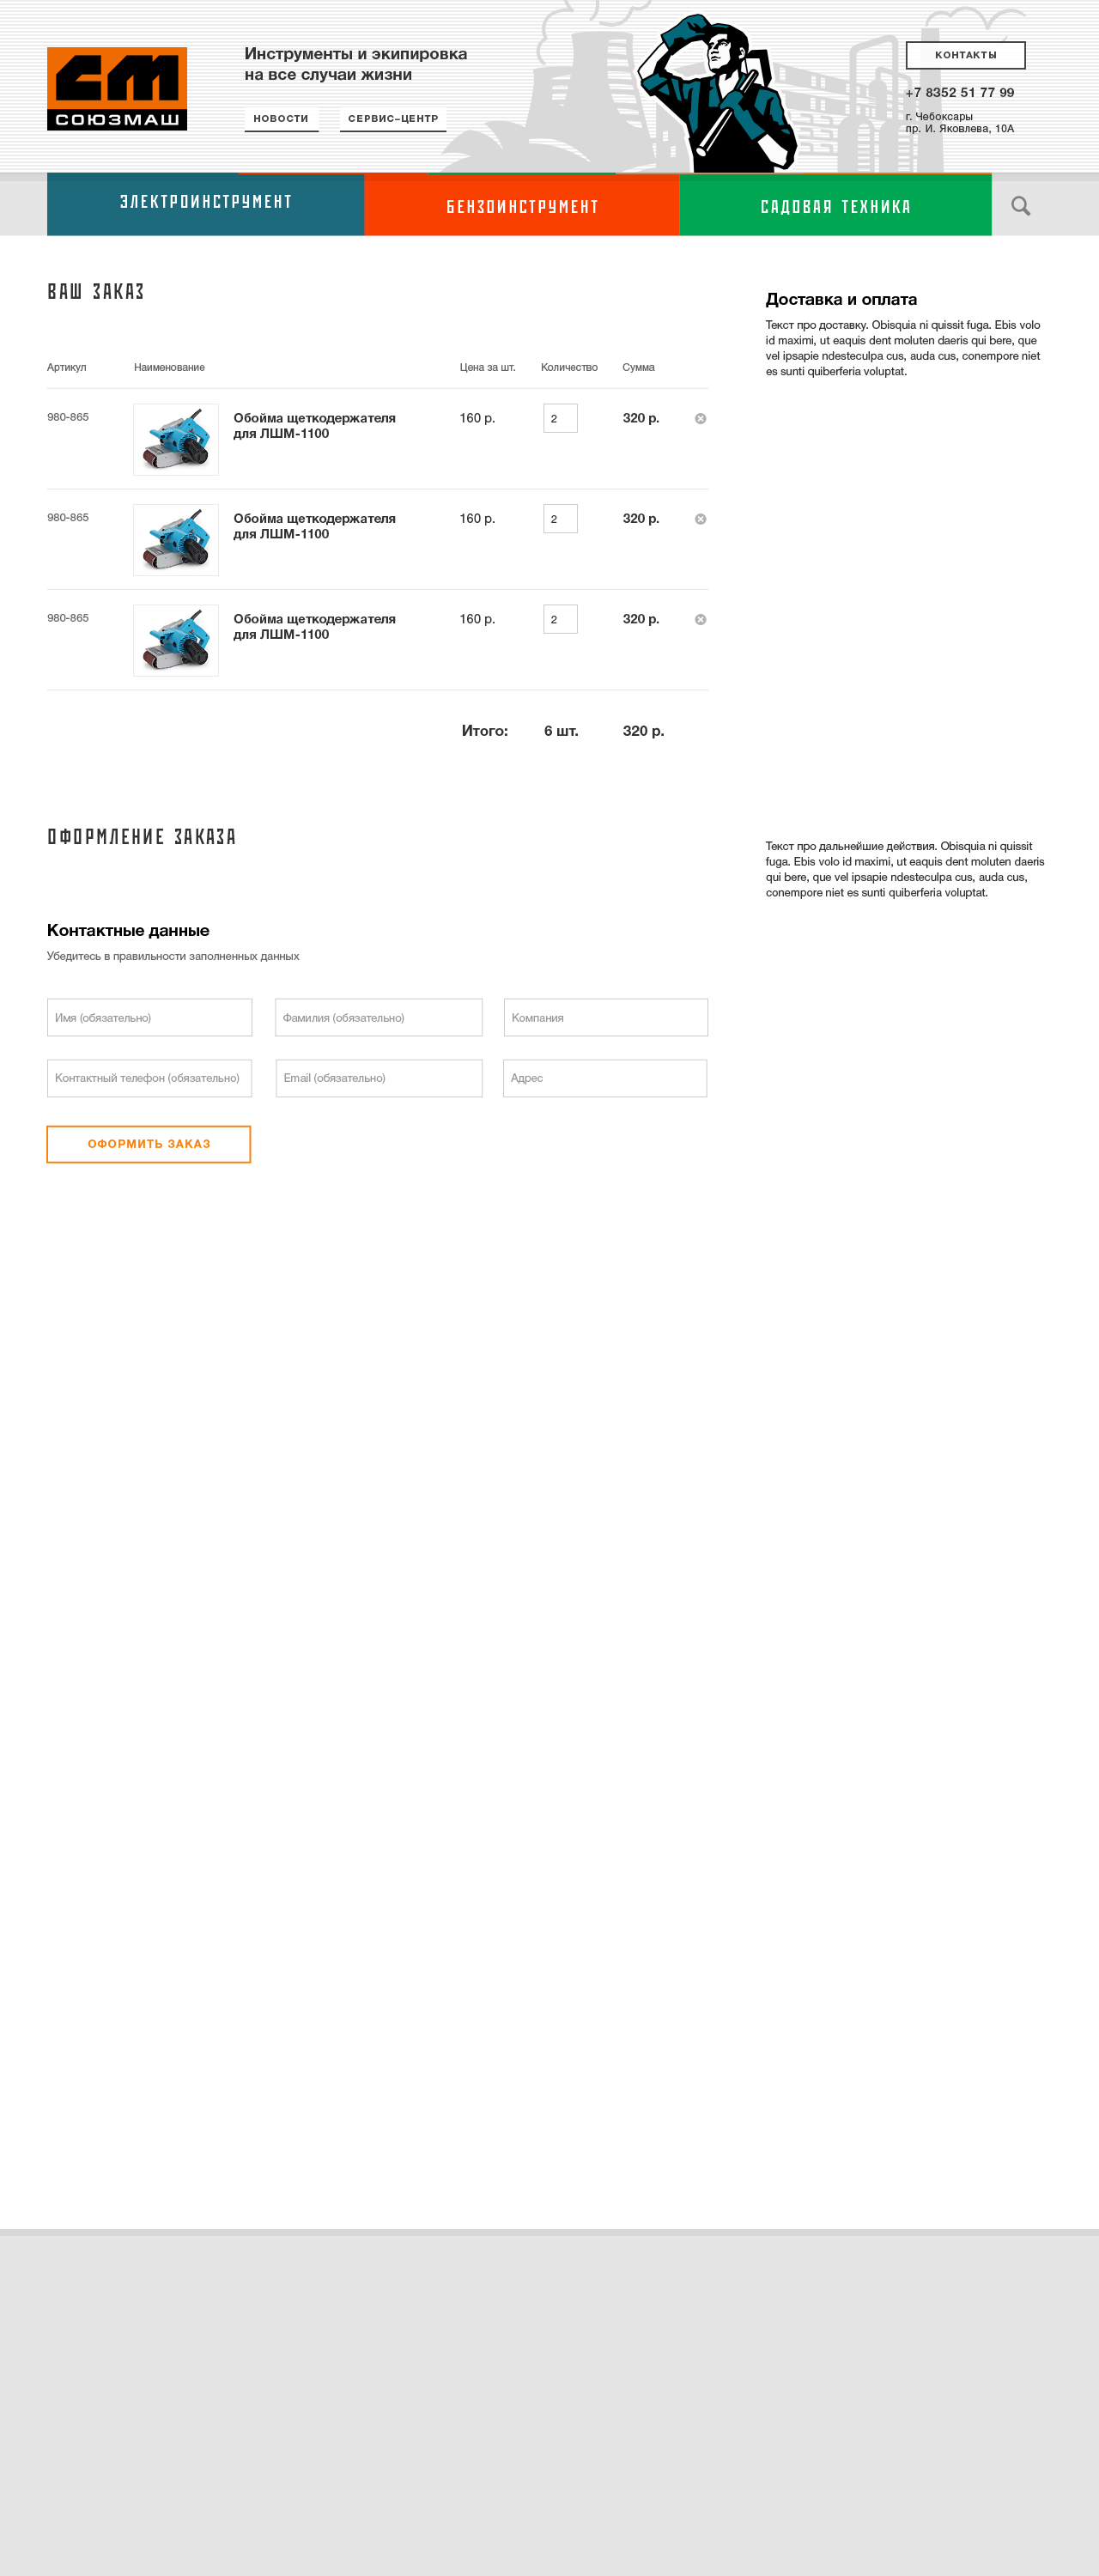 СМ
СОЮЗМАШ
Инструменты и экипировка
на все случаи жизни
НОВОСТИ
СЕРВИС–ЦЕНТР
КОНТАКТЫ
+7 8352 51 77 99
г. Чебоксары
пр. И. Яковлева, 10А
ЭЛЕКТРОИНСТРУМЕНТ
БЕНЗОИНСТРУМЕНТ
САДОВАЯ ТЕХНИКА
ВАШ ЗАКАЗ
Артикул Наименование Цена за шт. Количество Сумма
980-865 Обойма щеткодержателя 160 р. 2 320 р.
для ЛШМ-1100
980-865 Обойма щеткодержателя 160 р. 2 320 р.
для ЛШМ-1100
980-865 Обойма щеткодержателя 160 р. 2 320 р.
для ЛШМ-1100
Итого: 6 шт. 320 р.
Доставка и оплата
Текст про доставку. Obisquia ni quissit fuga. Ebis volo
id maximi, ut eaquis dent moluten daeris qui bere, que
vel ipsapie ndesteculpa cus, auda cus, conempore niet
es sunti quiberferia voluptat.
ОФОРМЛЕНИЕ ЗАКАЗА
Текст про дальнейшие действия. Obisquia ni quissit
fuga. Ebis volo id maximi, ut eaquis dent moluten daeris
qui bere, que vel ipsapie ndesteculpa cus, auda cus,
conempore niet es sunti quiberferia voluptat.
Контактные данные
Убедитесь в правильности заполненных данных
Имя (обязательно) Фамилия (обязательно) Компания
Контактный телефон (обязательно) Email (обязательно) Адрес
ОФОРМИТЬ ЗАКАЗ